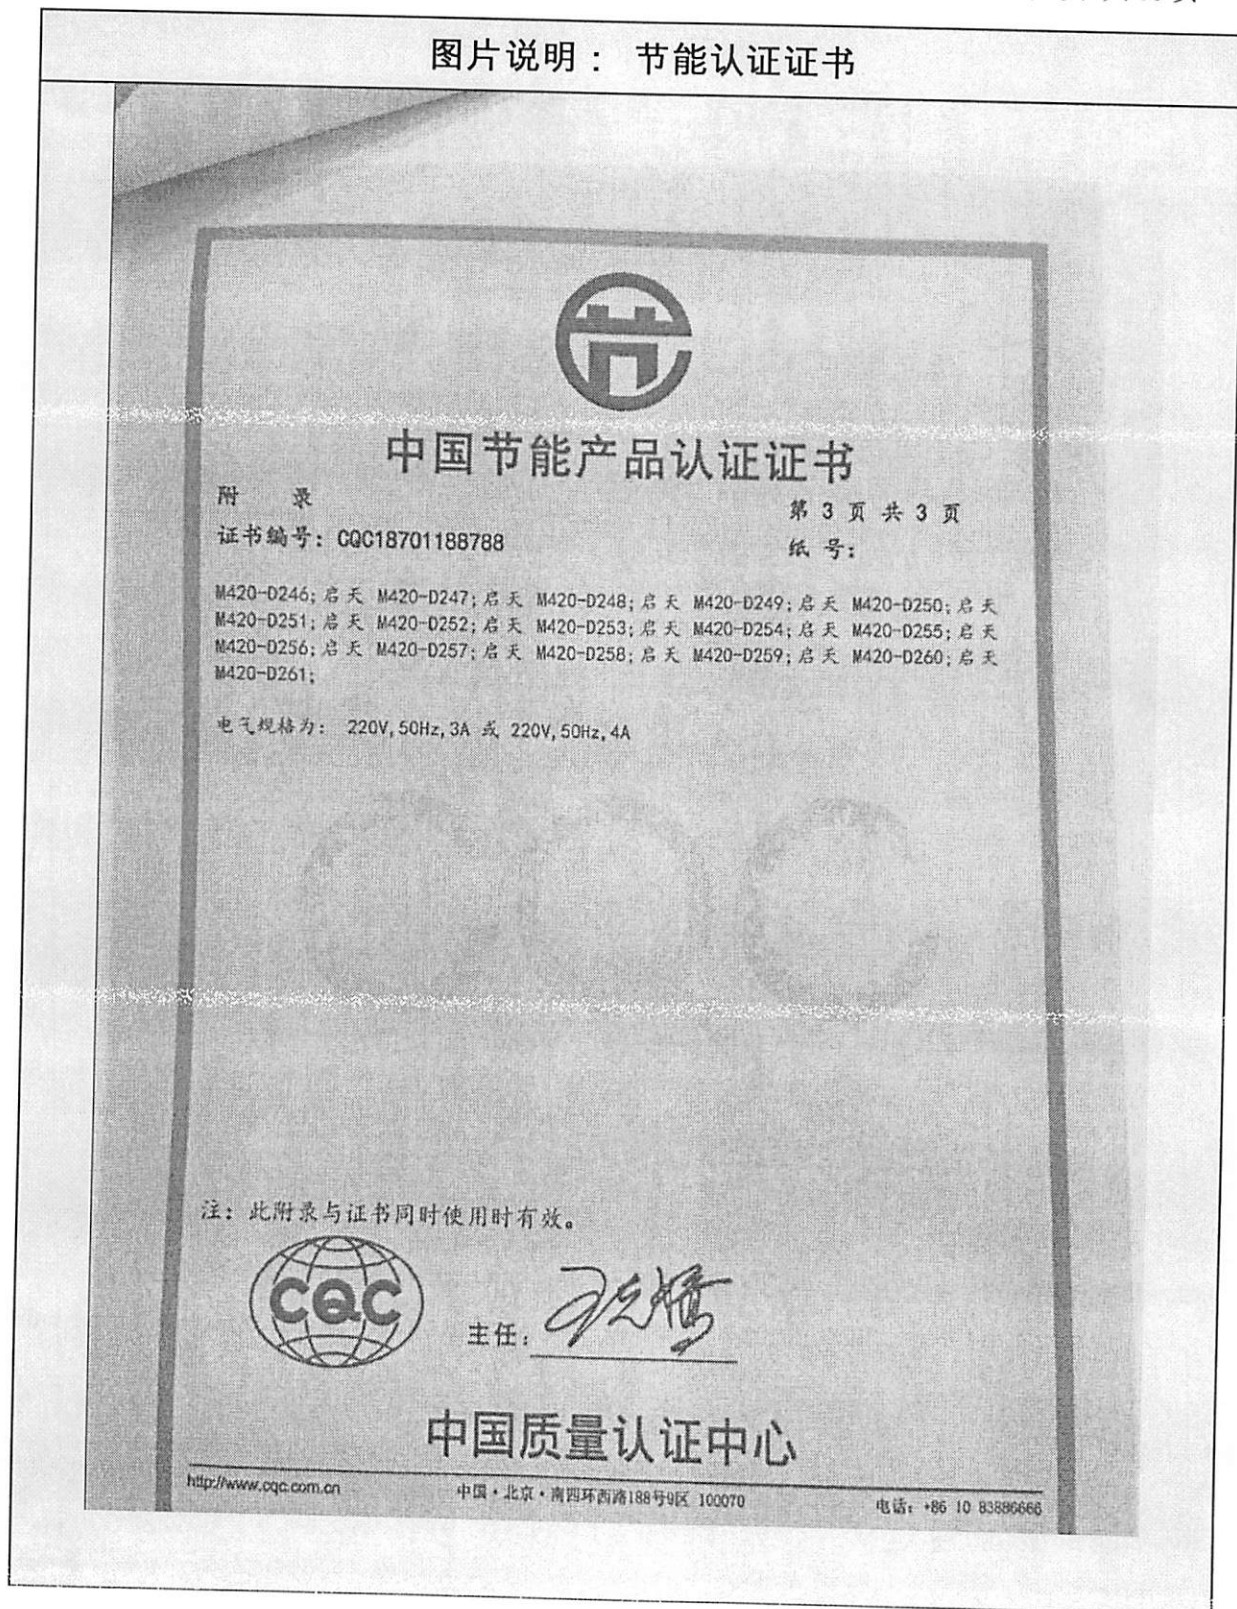 图片说明： 节能认证证书
中国节能产品认证证书
附 录
第 3 页 共 3 页
证书编号：CQC18701188788
纸 号：
M420-D246;启天 M420-D247;启天 M420-D248;启天 M420-D249;启天 M420-D250;启天
M420-D251;启天 M420-D252;启天 M420-D253;启天 M420-D254;启天 M420-D255;启天
M420-D256;启天 M420-D257;启天 M420-D258;启天 M420-D259;启天 M420-D260;启天
M420-D261;
电气规格为： 220V,50Hz,3A 或 220V,50Hz,4A
注：此附录与证书同时使用时有效。
CQC
主任：
中国质量认证中心
http://www.cqc.com.cn
中国·北京·南四环西路188号9区 100070
电话：+86 10 83886666